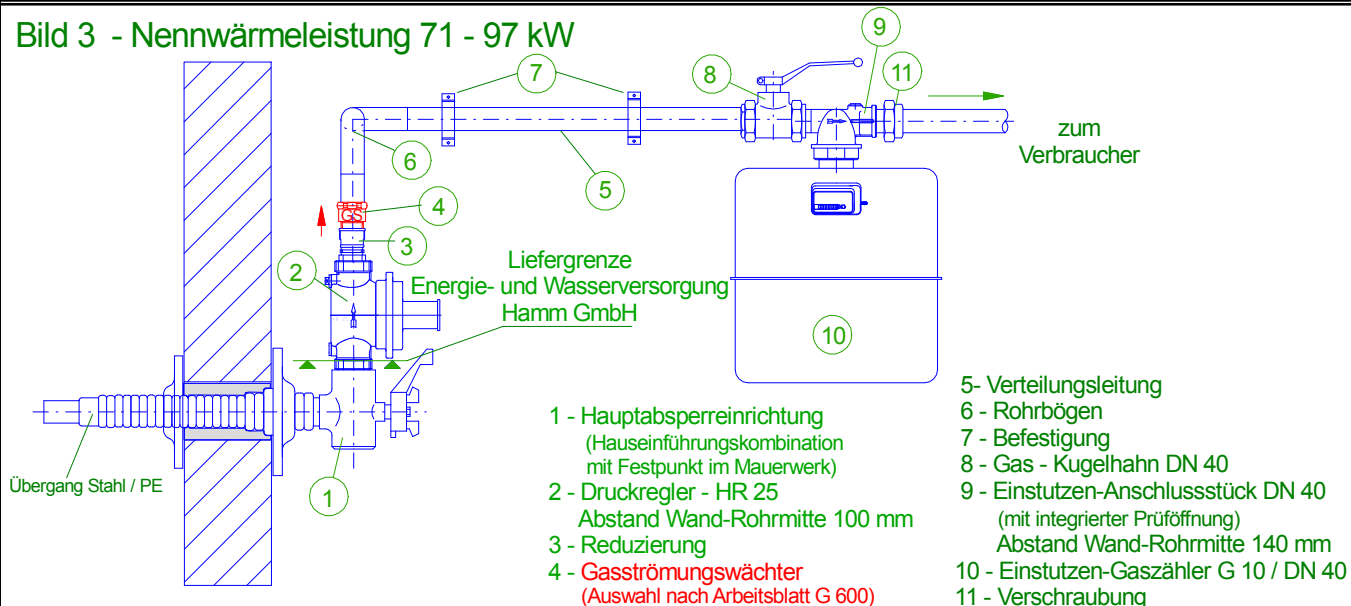 Bild 3 - Nennwärmeleistung 71 - 97 kW
9
7
8
11
zum
Verbraucher
6
5
4
GS
3
2
Liefergrenze
Energie- und Wasserversorgung
Hamm GmbH
10
Übergang Stahl / PE
1
1 - Hauptabsperreinrichtung
(Hauseinführungskombination
mit Festpunkt im Mauerwerk)
2 - Druckregler - HR 25
Abstand Wand-Rohrmitte 100 mm
3 - Reduzierung
4 - Gasströmungswächter
(Auswahl nach Arbeitsblatt G 600)
5- Verteilungsleitung
6 - Rohrbögen
7 - Befestigung
8 - Gas - Kugelhahn DN 40
9 - Einstutzen-Anschlussstück DN 40
(mit integrierter Prüföffnung)
Abstand Wand-Rohrmitte 140 mm
10 - Einstutzen-Gaszähler G 10 / DN 40
11 - Verschraubung